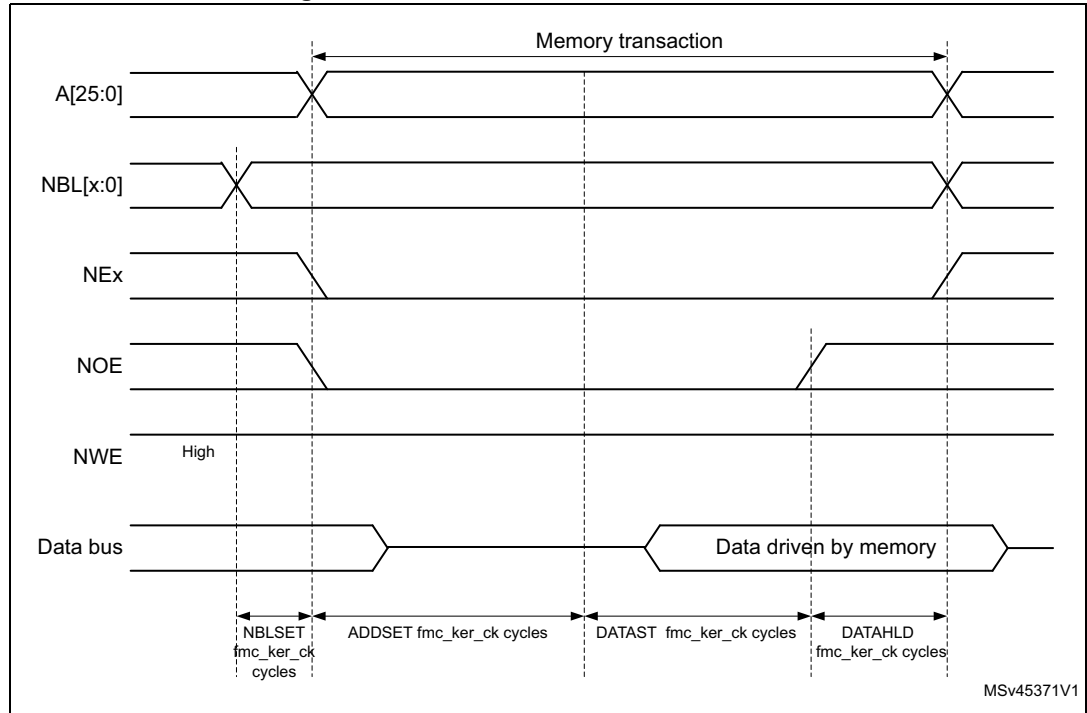 Memory transaction
A[25:0]
NBL[x:0]
NEx
NOE
NWE
High
Data bus
Data driven by memory
NBLSET
fmc_ker_ck
cycles
ADDSET fmc_ker_ck cycles
DATAST fmc_ker_ck cycles
DATAHLD
fmc_ker_ck cycles
MSv45371V1